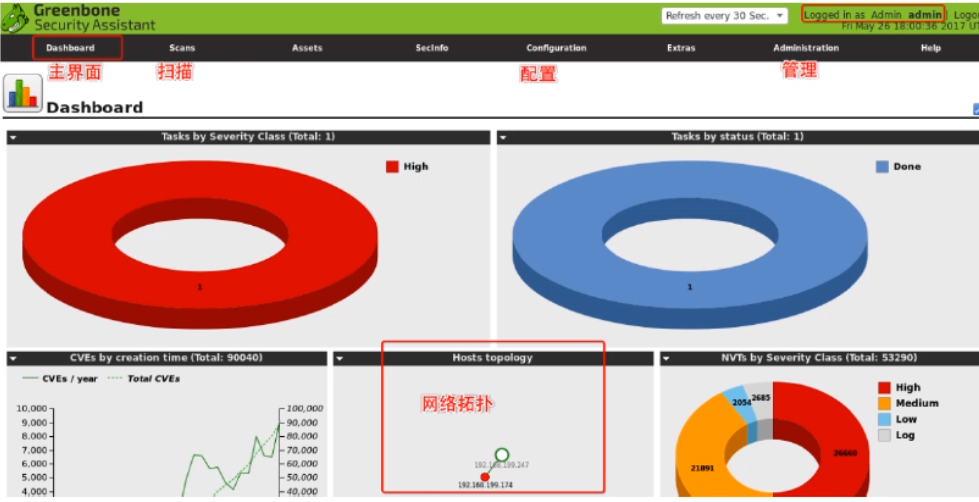 Greenbone
Security Assistant
Refresh every 30 Sec.
Logged in as Admin admin
Fri May 26 18:00:36 2017
Dashboard Scans Assets SecInfo Configuration Extras Administration Help
主界面 扫描 配置 管理
Dashboard
Tasks by Severity Class (Total: 1)
Tasks by status (Total: 1)
High
Done
1
1
CVEs by creation time (Total: 90040)
Hosts topology
NVTs by Severity Class (Total: 53290)
CVEs / year Total CVEs
10,000
9,000
8,000
7,000
6,000
5,000
4,000
100,000
90,000
80,000
70,000
60,000
50,000
40,000
网络拓扑
192.168.199.247
192.168.199.174
2054
2685
21891
26660
High
Medium
Low
Log